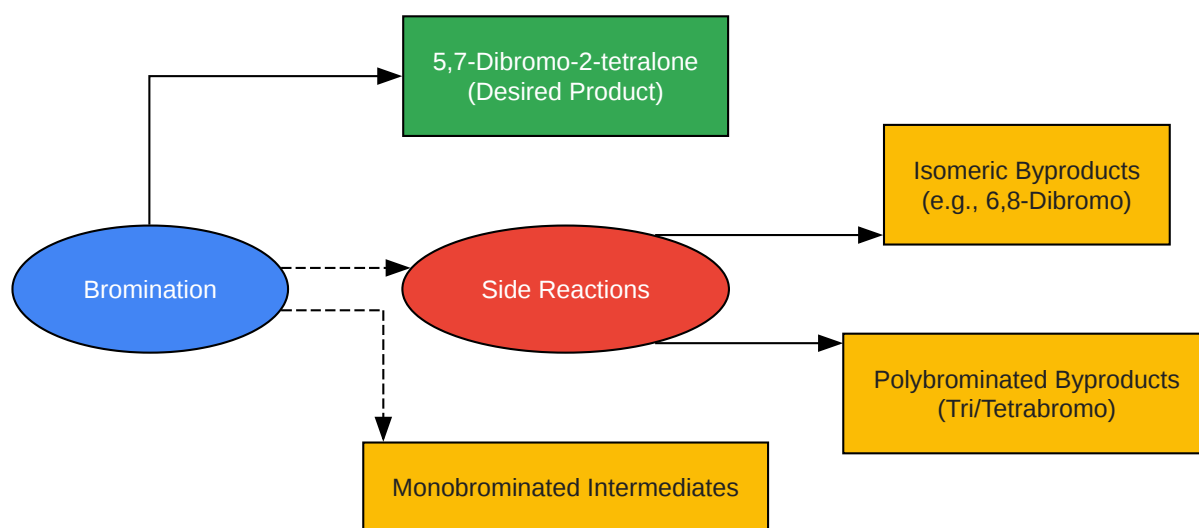 5,7-Dibromo-2-tetralone
(Desired Product)
Isomeric Byproducts
(e.g., 6,8-Dibromo)
Bromination
Side Reactions
Polybrominated Byproducts
(Tri/Tetrabromo)
Monobrominated Intermediates